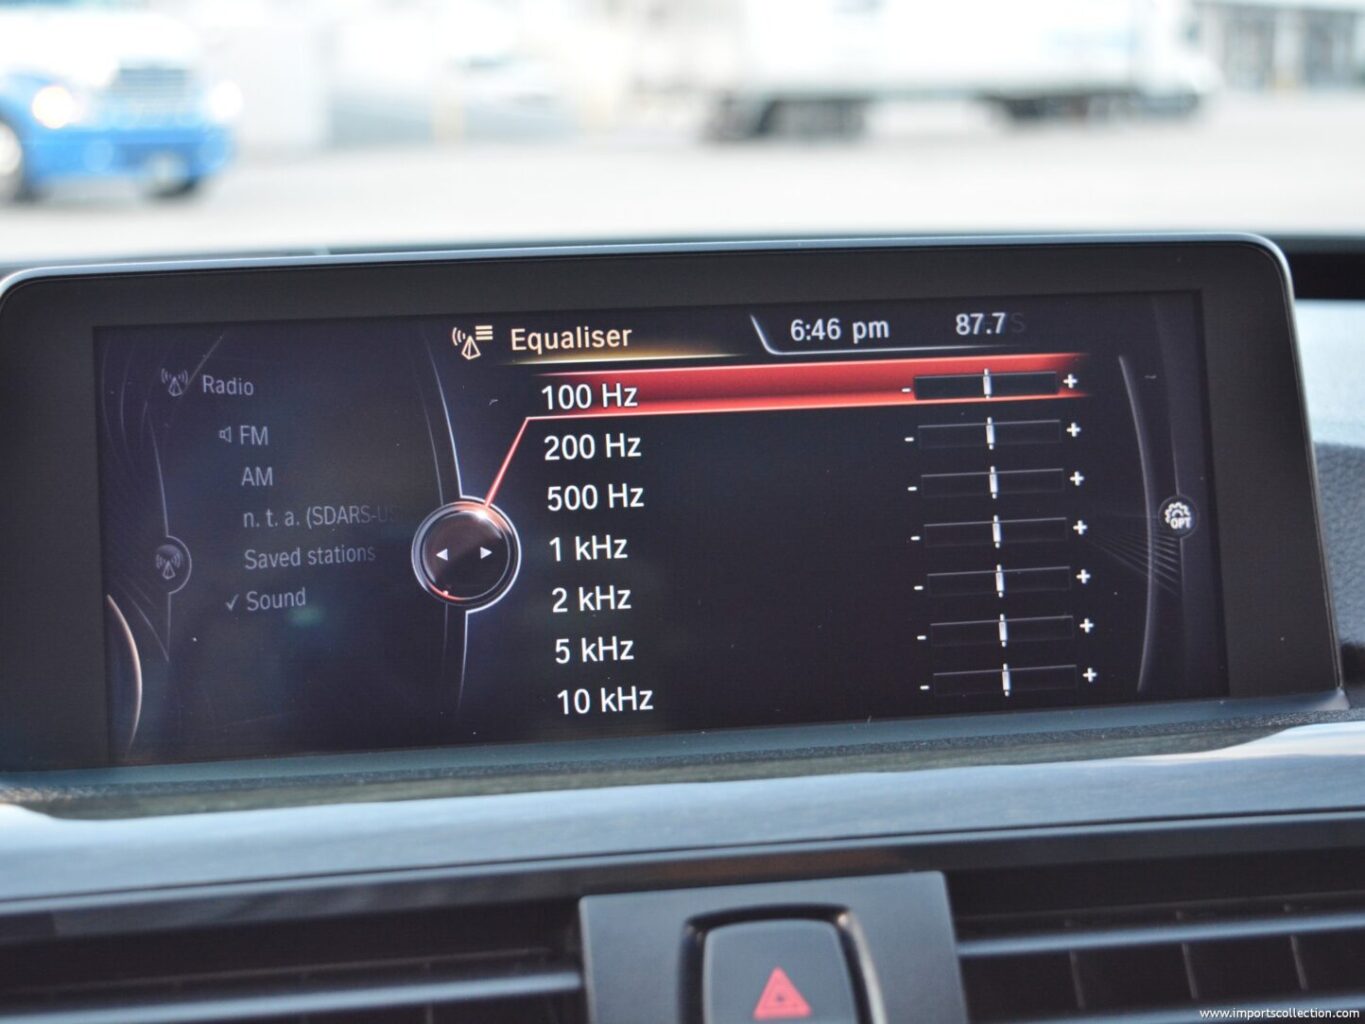 Equaliser
6:46 pm
87.7
Radio
FM
AM
n. t. a. (SDARS-US
Saved stations
✓ Sound
100 Hz - +
200 Hz - +
500 Hz - +
1 kHz - +
2 kHz - +
5 kHz - +
10 kHz - +
OPT
www.importscollection.com